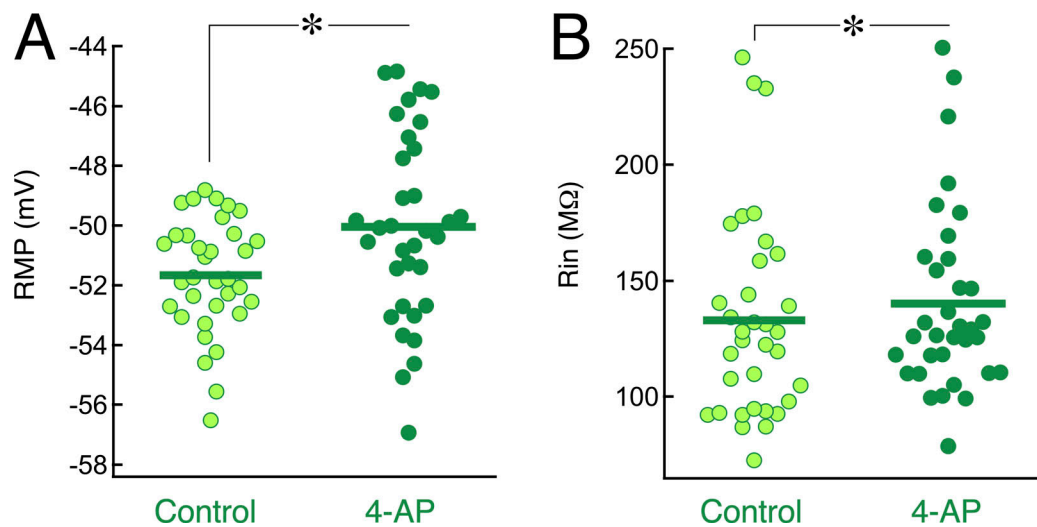 A
*
-44
-46
-48
-50
-52
-54
-56
-58
RMP (mV)
Control
4-AP
B
*
250
200
150
100
Rin (MΩ)
Control
4-AP